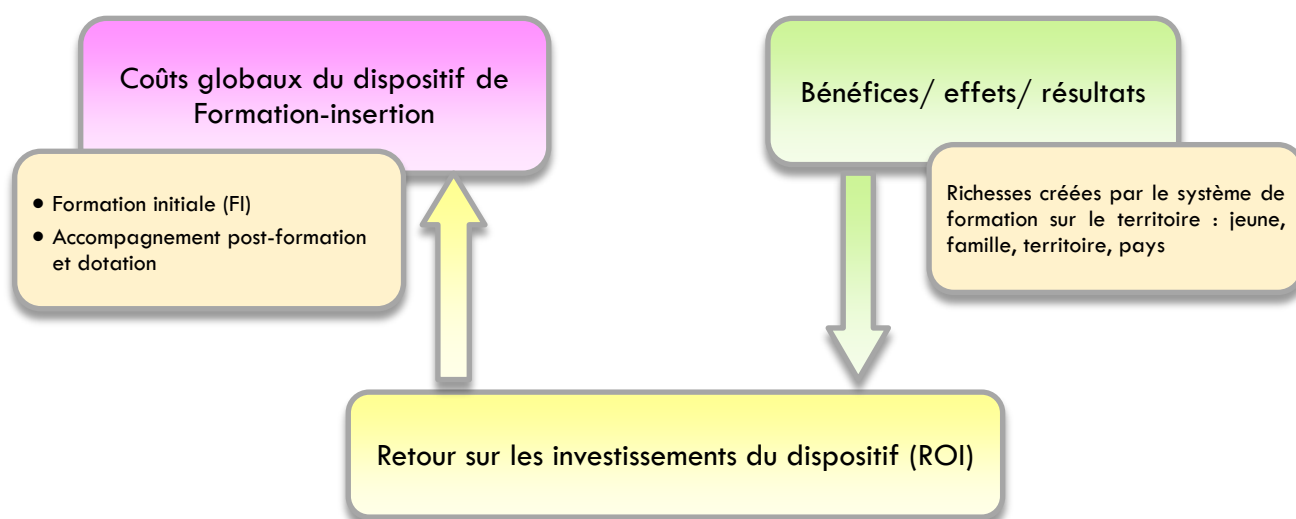 Coûts globaux du dispositif de
Formation-insertion
• Formation initiale (FI)
• Accompagnement post-formation
et dotation
Bénéfices/ effets/ résultats
Richesses créées par le système de
formation sur le territoire : jeune,
famille, territoire, pays
Retour sur les investissements du dispositif (ROI)